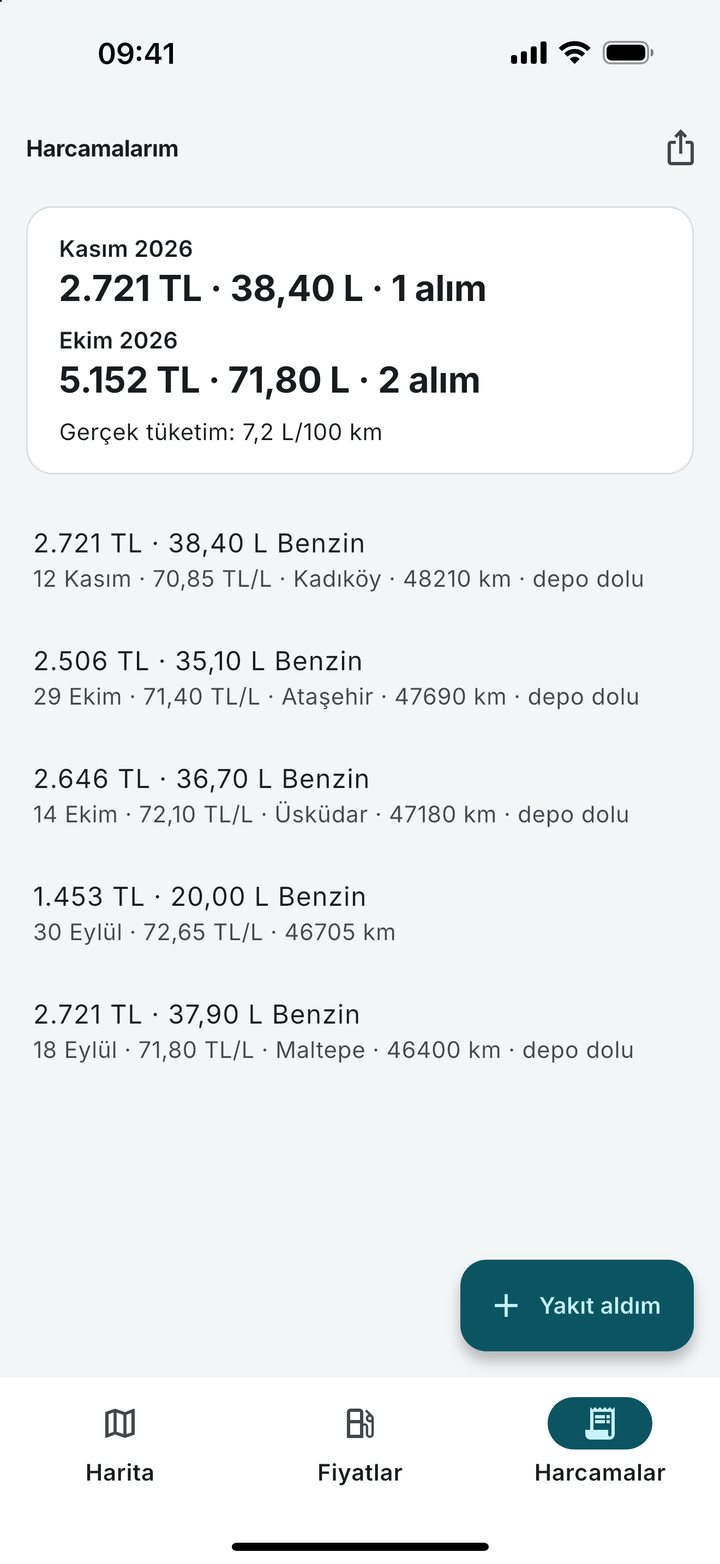 09:41
Harcamalarım
Kasım 2026
2.721 TL · 38,40 L · 1 alım
Ekim 2026
5.152 TL · 71,80 L · 2 alım
Gerçek tüketim: 7,2 L/100 km
2.721 TL · 38,40 L Benzin
12 Kasım · 70,85 TL/L · Kadıköy · 48210 km · depo dolu
2.506 TL · 35,10 L Benzin
29 Ekim · 71,40 TL/L · Ataşehir · 47690 km · depo dolu
2.646 TL · 36,70 L Benzin
14 Ekim · 72,10 TL/L · Üsküdar · 47180 km · depo dolu
1.453 TL · 20,00 L Benzin
30 Eylül · 72,65 TL/L · 46705 km
2.721 TL · 37,90 L Benzin
18 Eylül · 71,80 TL/L · Maltepe · 46400 km · depo dolu
Yakıt aldım
Harita
Fiyatlar
Harcamalar